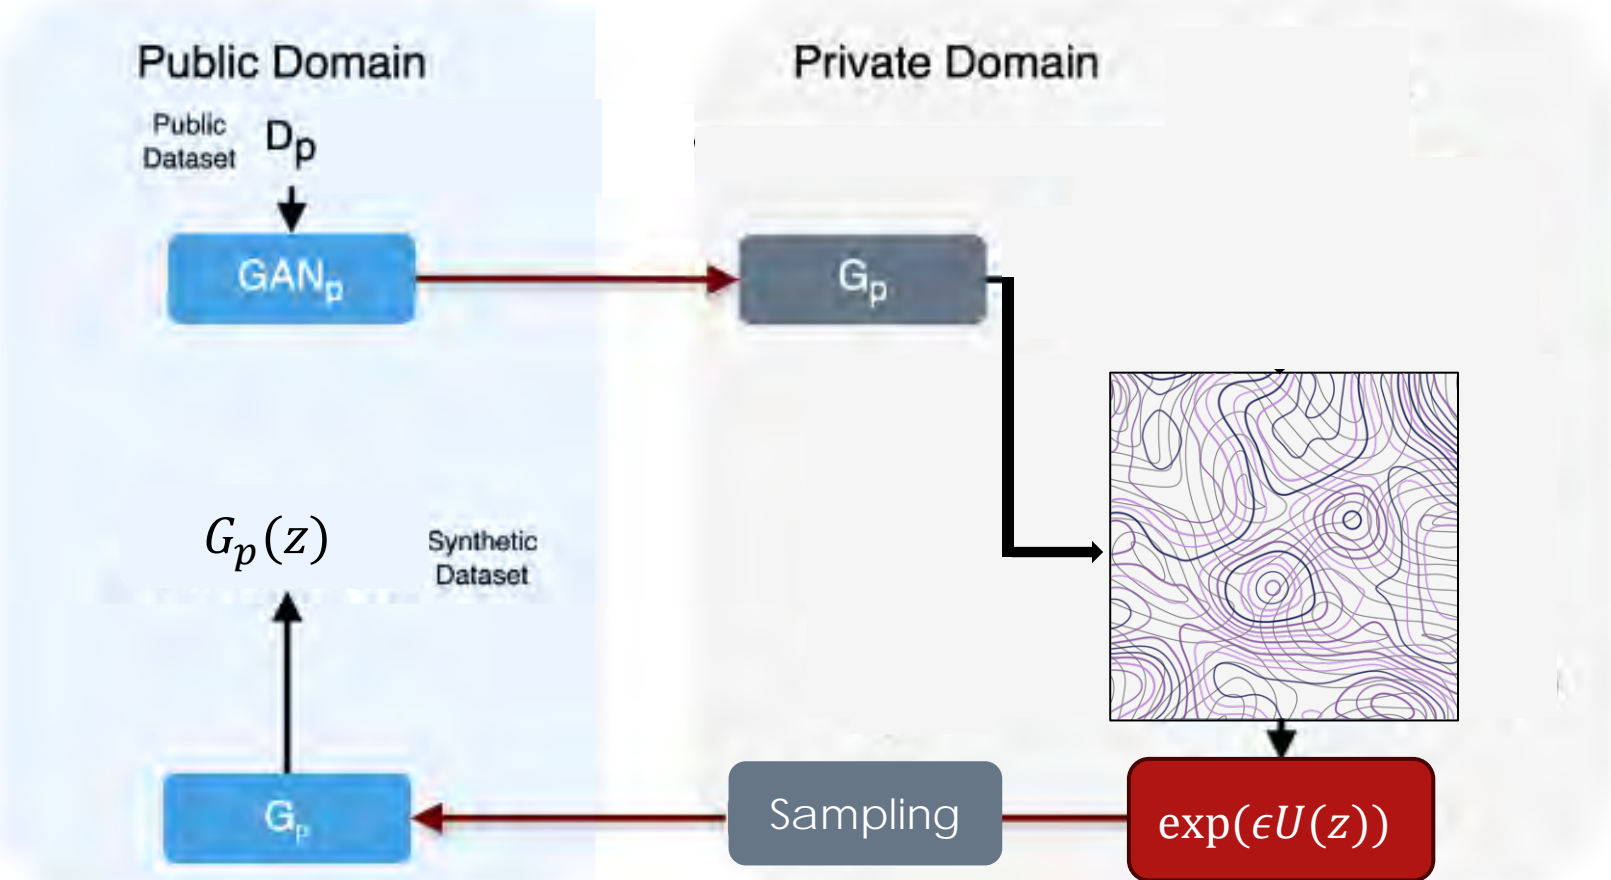 Public Domain
Private Domain
Public
Dataset
Dₚ
GANₚ
Gₚ
Gₚ(z)
Synthetic
Dataset
Gₚ
Sampling
exp(ϵU(z))